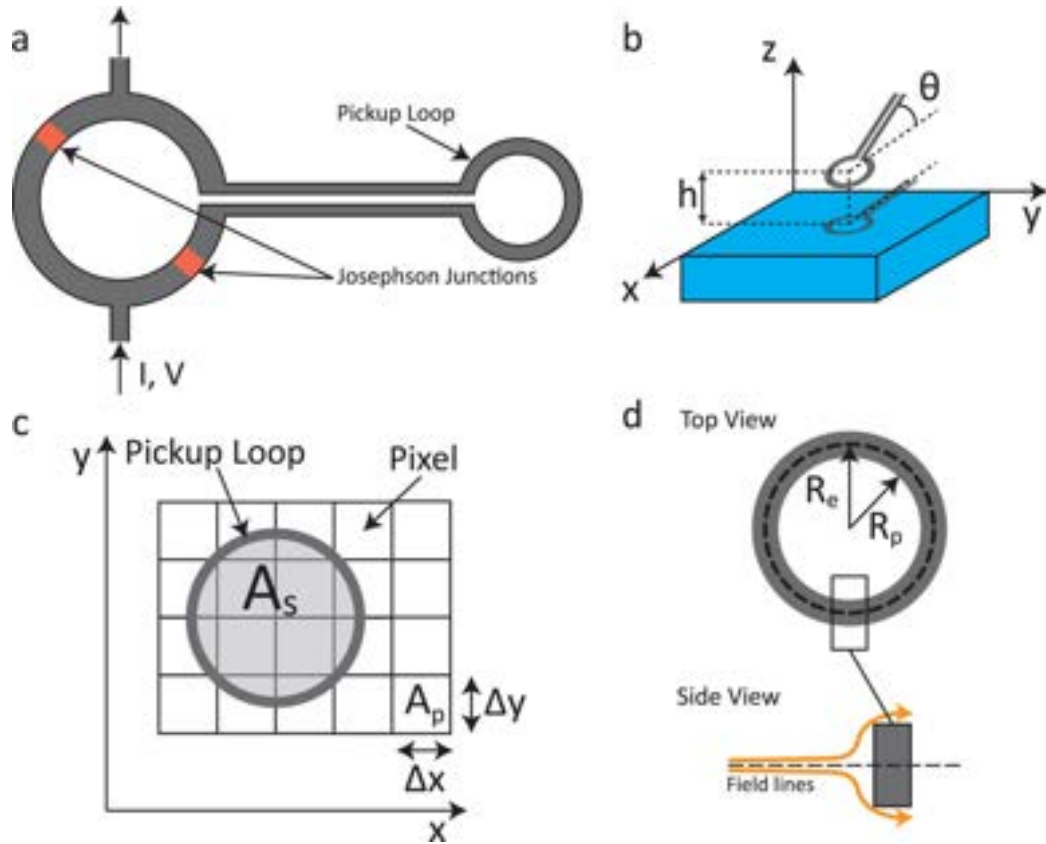 a
Pickup Loop
Josephson Junctions
I, V
b
z
θ
h
y
x
c
y
Pickup Loop
Pixel
Aₛ
Aₚ
Δy
Δx
x
d
Top View
Rₑ
Rₚ
Side View
Field lines